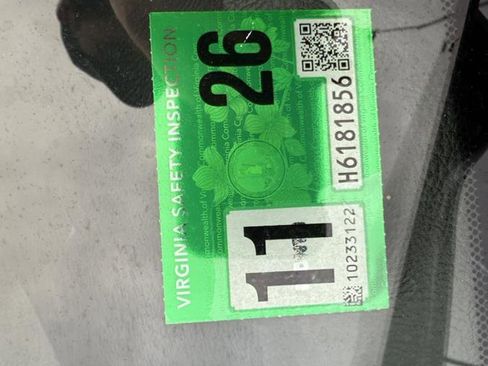 VIRGINIA SAFETY INSPECTION
11
26
10233122
H6181856